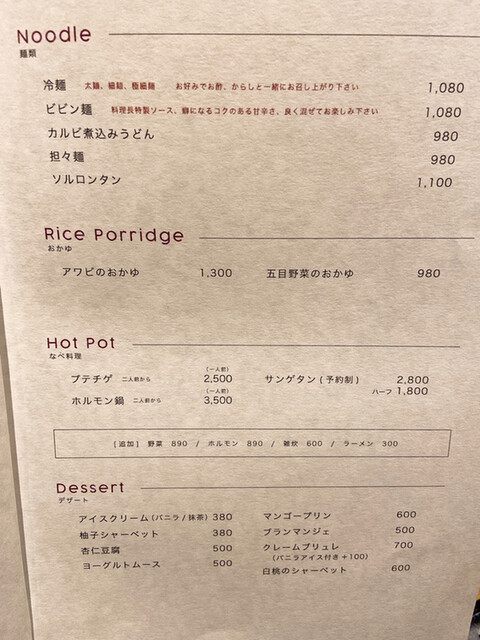 Noodle
麺類
冷麺 太麺、細麺、極細麺 お好みでお酢、からしと一緒にお召し上がり下さい 1,080
ビビン麺 料理長特製ソース、癖になるコクのある甘辛さ、良く混ぜてお楽しみ下さい 1,080
カルビ煮込みうどん 980
担々麺 980
ソルロンタン 1,100
Rice Porridge
おかゆ
アワビのおかゆ 1,300 五目野菜のおかゆ 980
Hot Pot
なべ料理
(一人前)
プテチゲ 二人前から 2,500 サンゲタン(予約制) 2,800
(一人前) ハーフ 1,800
ホルモン鍋 二人前から 3,500
[追加] 野菜 890 / ホルモン 890 / 雑炊 600 / ラーメン 300
Dessert
デザート
アイスクリーム(バニラ/抹茶) 380 マンゴープリン 600
柚子シャーベット 380 ブランマンジェ 500
杏仁豆腐 500 クレームブリュレ 700
(バニラアイス付き+100)
ヨーグルトムース 500 白桃のシャーベット 600